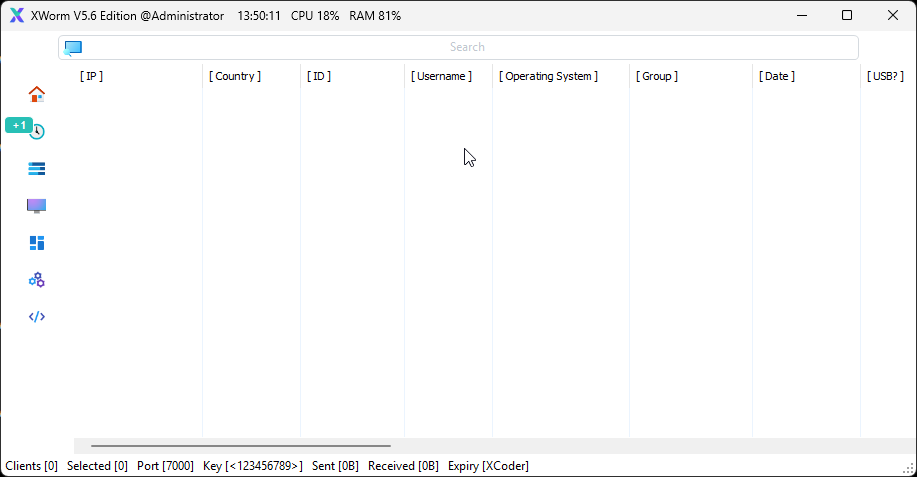 XWorm V5.6 Edition @Administrator 13:50:11 CPU 18% RAM 81%
Search
[ IP ] [ Country ] [ ID ] [ Username ] [ Operating System ] [ Group ] [ Date ] [ USB? ]
+1
Clients [0] Selected [0] Port [7000] Key [<123456789>] Sent [0B] Received [0B] Expiry [XCoder]